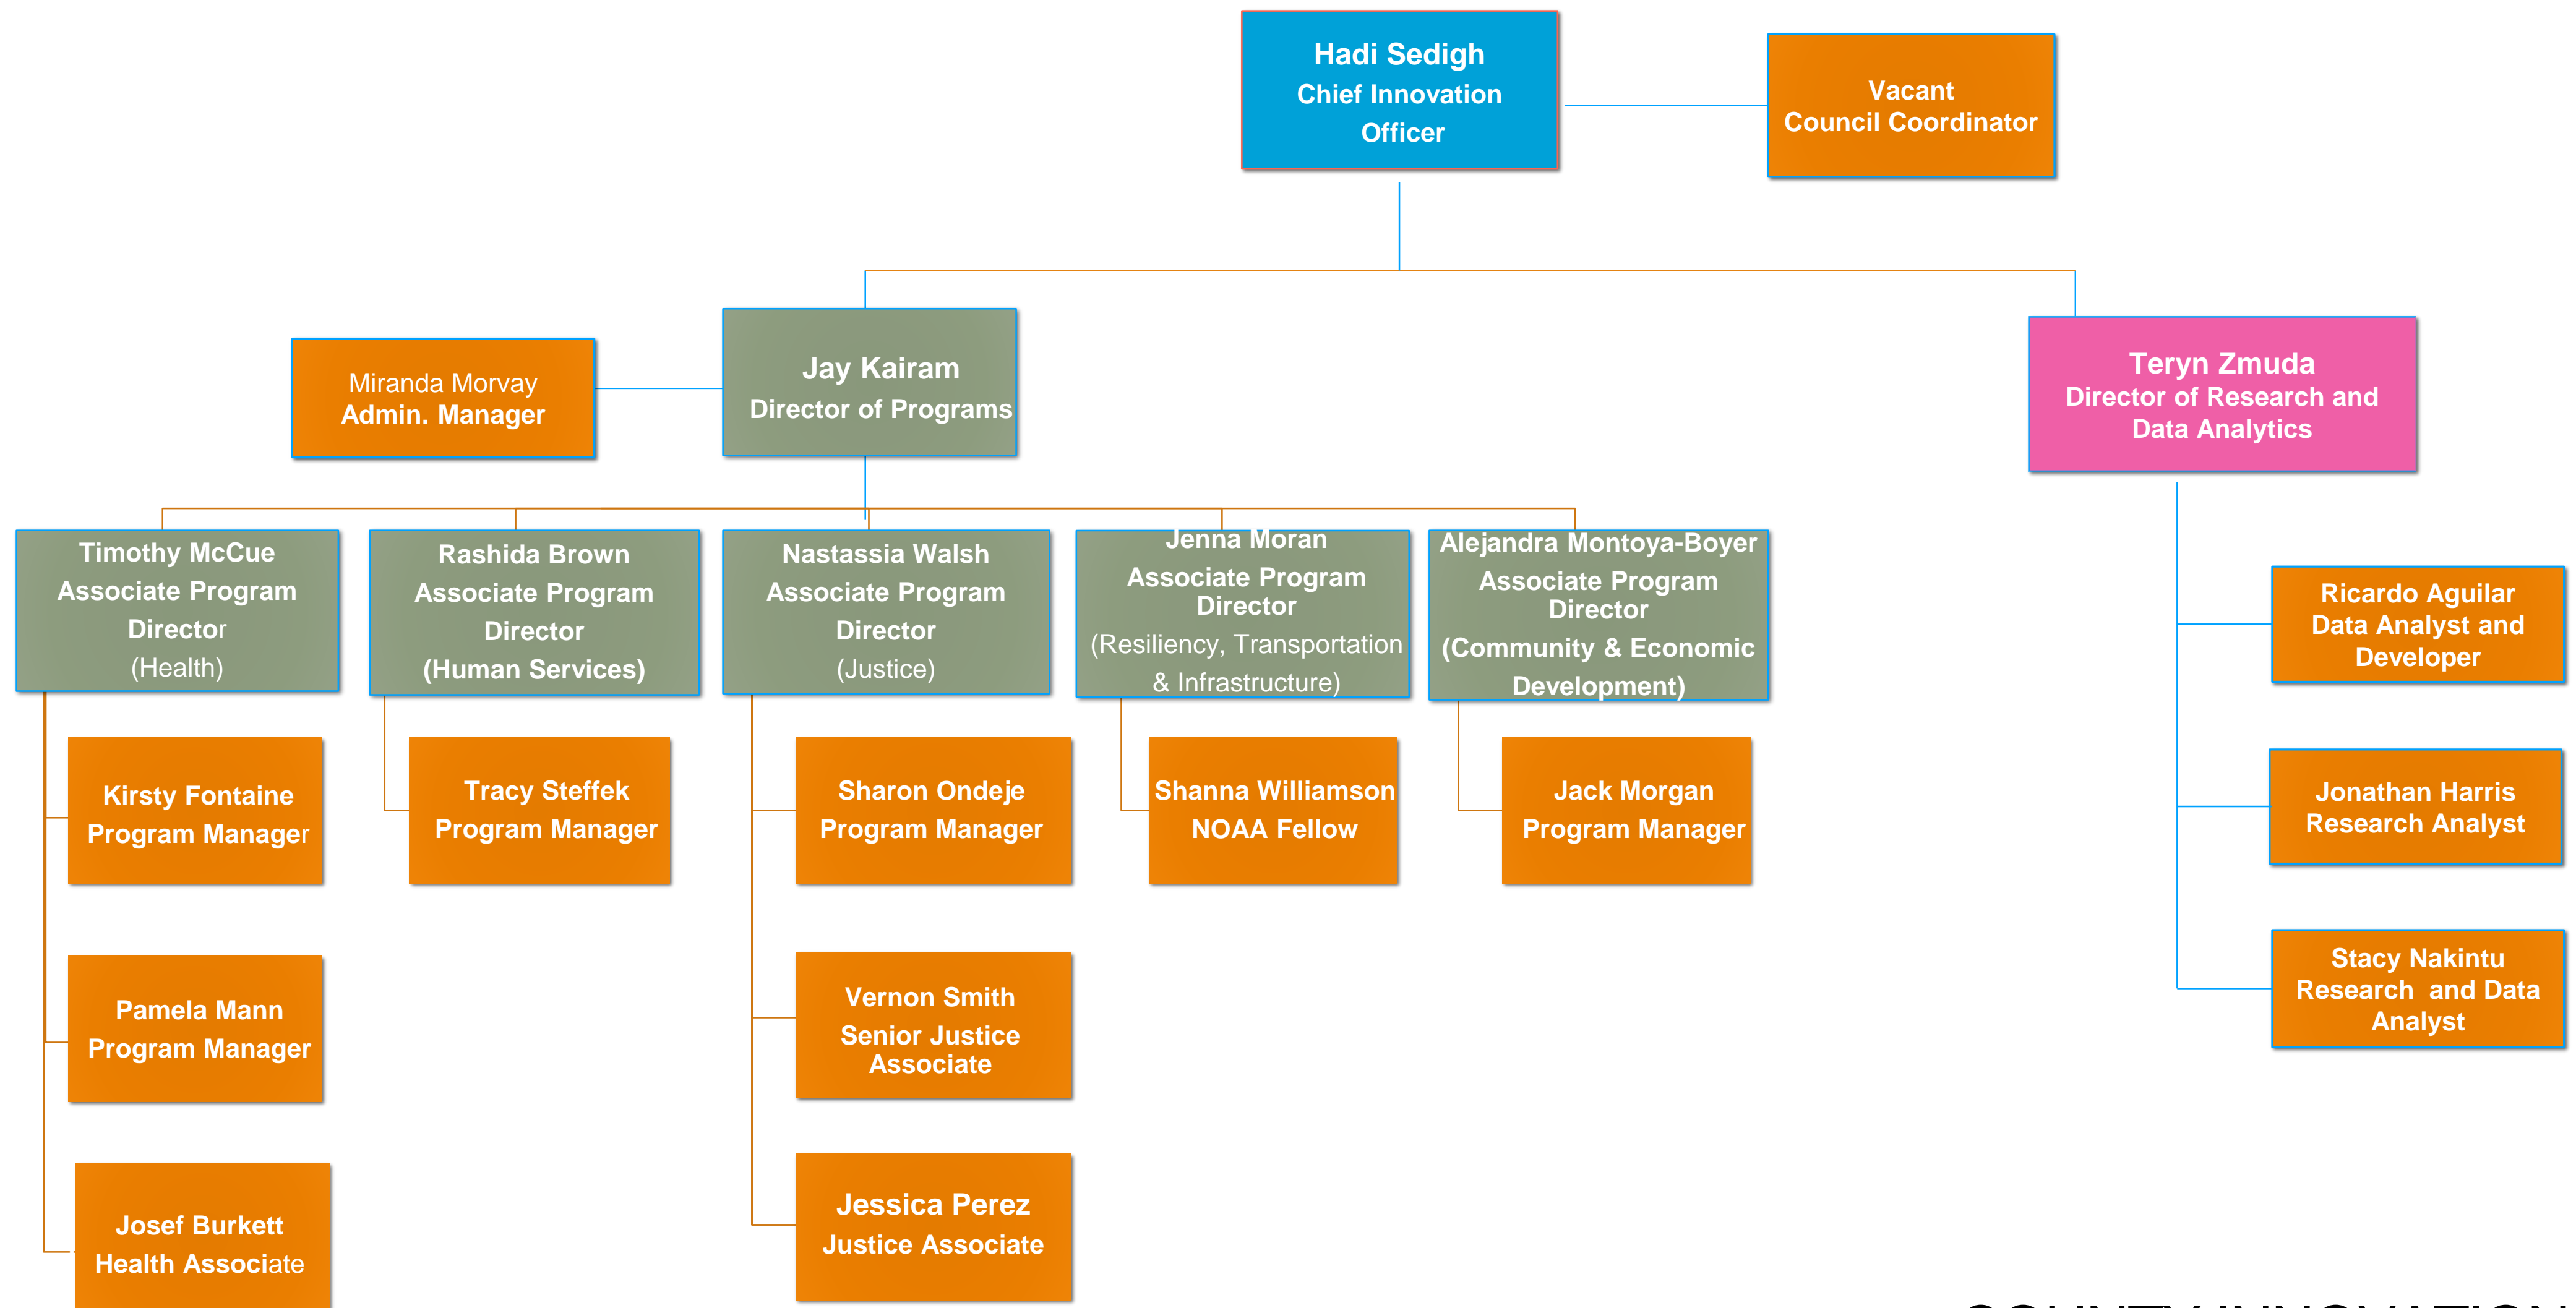 Hadi Sedigh
Chief Innovation
Officer
Vacant
Council Coordinator
Miranda Morvay
Admin. Manager
Jay Kairam
Director of Programs
Teryn Zmuda
Director of Research and
Data Analytics
Timothy McCue
Associate Program
Director
(Health)
Rashida Brown
Associate Program
Director
(Human Services)
Nastassia Walsh
Associate Program
Director
(Justice)
Jenna Moran
Associate Program
Director
(Resiliency, Transportation
& Infrastructure)
Alejandra Montoya-Boyer
Associate Program
Director
(Community & Economic
Development)
Ricardo Aguilar
Data Analyst and
Developer
Kirsty Fontaine
Program Manager
Tracy Steffek
Program Manager
Sharon Ondeje
Program Manager
Shanna Williamson
NOAA Fellow
Jack Morgan
Program Manager
Jonathan Harris
Research Analyst
Pamela Mann
Program Manager
Vernon Smith
Senior Justice
Associate
Stacy Nakintu
Research and Data
Analyst
Josef Burkett
Health Associate
Jessica Perez
Justice Associate
COUNTY INNOVATION